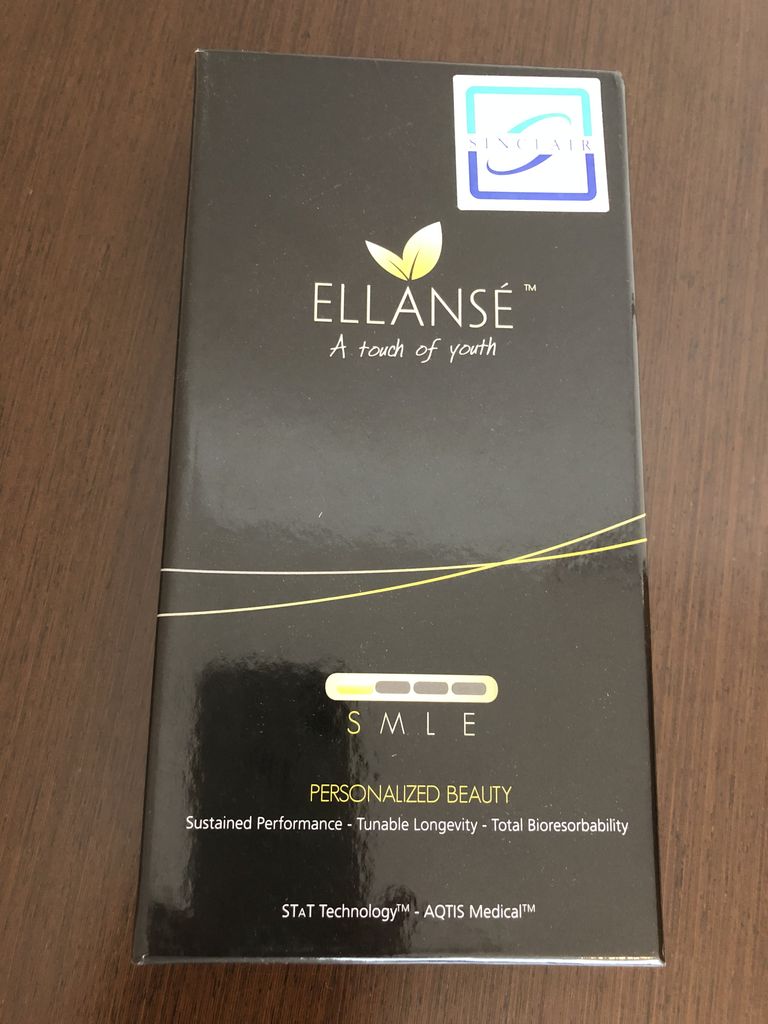 SINCLAIR
ELLANSÉ™
A touch of youth
S M L E
PERSONALIZED BEAUTY
Sustained Performance - Tunable Longevity - Total Bioresorbability
STAT Technology™ - AQTIS Medical™